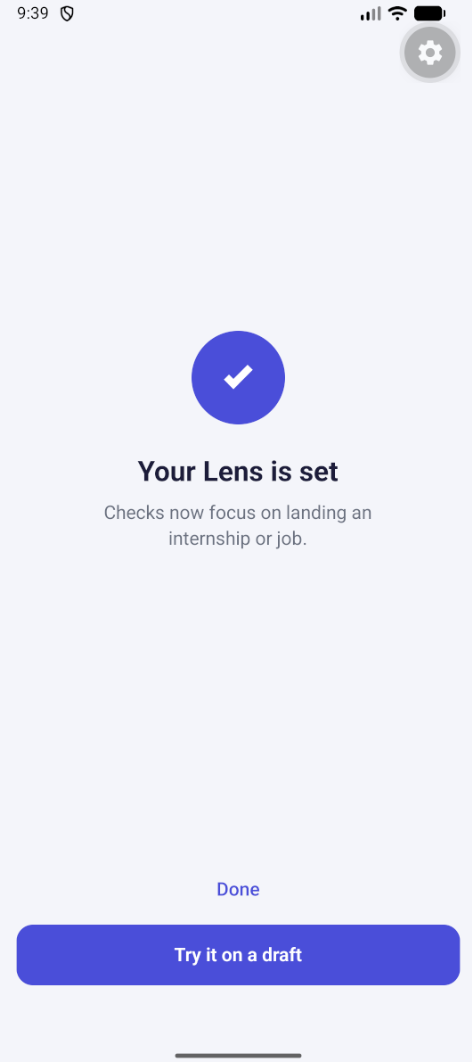 9:39
Your Lens is set
Checks now focus on landing an
internship or job.
Done
Try it on a draft